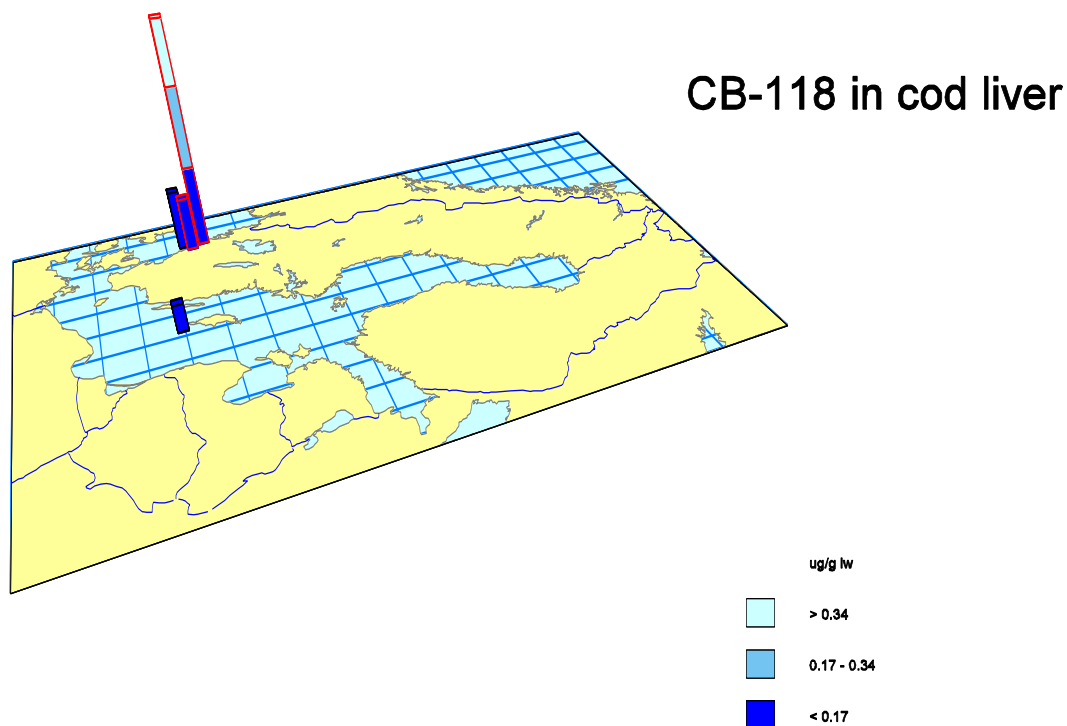 CB-118 in cod liver
ug/g lw
> 0.34
0.17 - 0.34
< 0.17